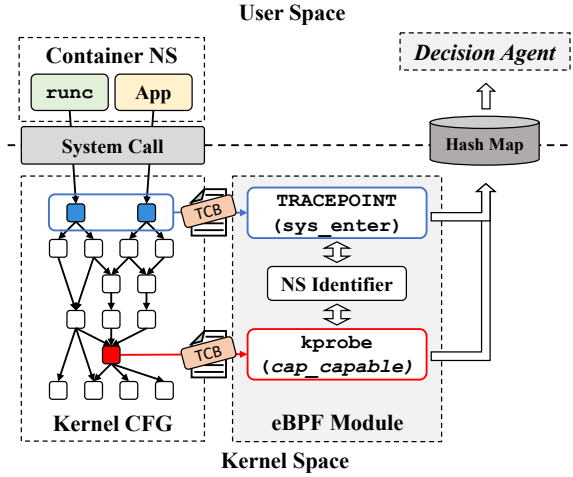 User Space
Container NS
Decision Agent
runc
App
System Call
Hash Map
TCB
TRACEPOINT
(sys_enter)
NS Identifier
TCB
kprobe
(cap_capable)
Kernel CFG
eBPF Module
Kernel Space